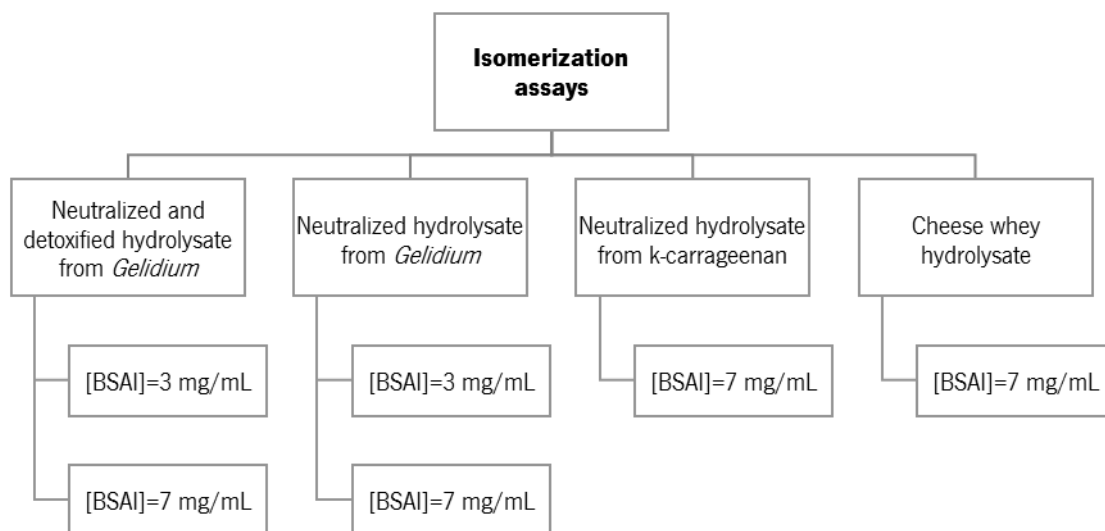 Isomerization
assays
Neutralized and
detoxified hydrolysate
from Gelidium
Neutralized hydrolysate
from Gelidium
Neutralized hydrolysate
from k-carrageenan
Cheese whey
hydrolysate
[BSAI]=3 mg/mL
[BSAI]=3 mg/mL
[BSAI]=7 mg/mL
[BSAI]=7 mg/mL
[BSAI]=7 mg/mL
[BSAI]=7 mg/mL